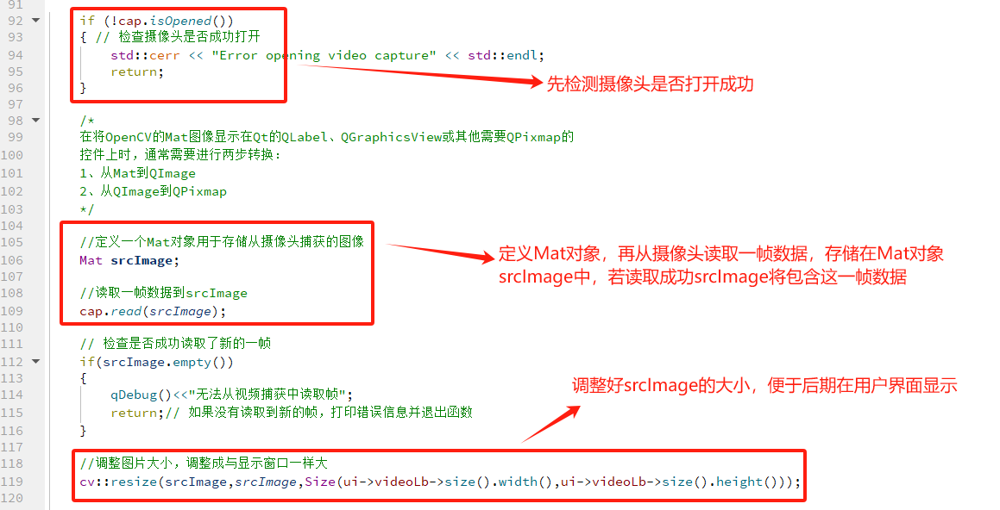 91
92 if (!cap.isOpened())
93 { // 检查摄像头是否成功打开
94 std::cerr << "Error opening video capture" << std::endl;
95 return;
96 }
先检测摄像头是否打开成功
97
98 /*
99 在将OpenCV的Mat图像显示在Qt的QLabel、QGraphicsView或其他需要QPixmap的
100 控件上时，通常需要进行两步转换：
101 1、从Mat到QImage
102 2、从QImage到QPixmap
103 */
104
105 //定义一个Mat对象用于存储从摄像头捕获的图像
106 Mat srcImage;
107
108 //读取一帧数据到srcImage
109 cap.read(srcImage);
定义Mat对象，再从摄像头读取一帧数据，存储在Mat对象
srcImage中，若读取成功srcImage将包含这一帧数据
110
111 // 检查是否成功读取了新的一帧
112 if(srcImage.empty())
113 {
114 qDebug()<<"无法从视频捕获中读取帧";
115 return;// 如果没有读取到新的帧，打印错误信息并退出函数
116 }
调整好srcImage的大小，便于后期在用户界面显示
117
118 //调整图片大小，调整成与显示窗口一样大
119 cv::resize(srcImage,srcImage,Size(ui->videoLb->size().width(),ui->videoLb->size().height()));
120